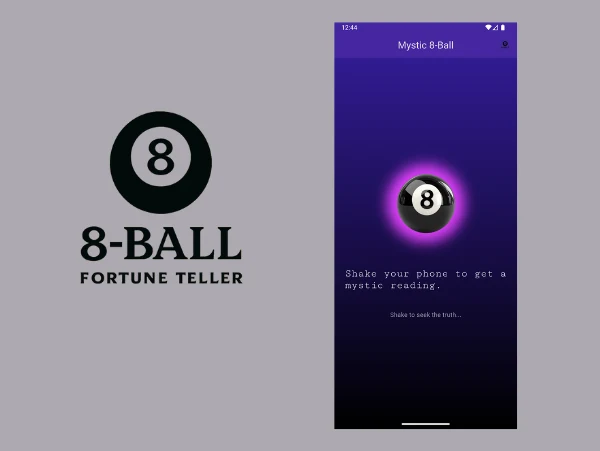 8
8-BALL
FORTUNE TELLER
12:44
Mystic 8-Ball
8
Shake your phone to get a
mystic reading.
Shake to seek the truth...